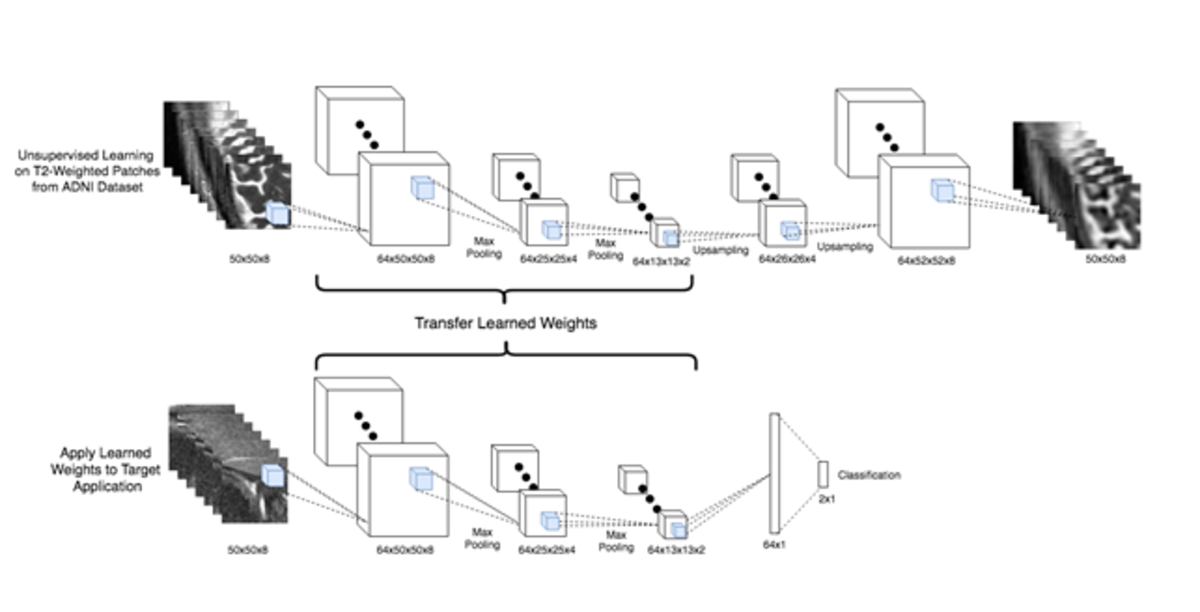 Unsupervised Learning
on T2-Weighted Patches
from ADNI Dataset
50x50x8
64x50x50x8
Max
Pooling
64x25x25x4
Max
Pooling
64x13x13x2
Upsampling
64x26x26x4
Upsampling
64x52x52x8
50x50x8
Transfer Learned Weights
Apply Learned
Weights to Target
Application
50x50x8
64x50x50x8
Max
Pooling
64x25x25x4
Max
Pooling
64x13x13x2
64x1
2x1
Classification